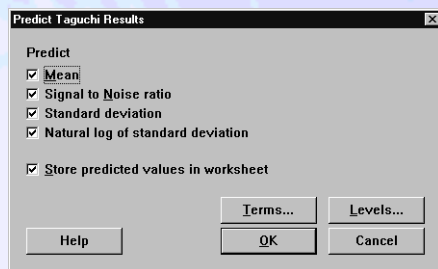 Predict Taguchi Results
Predict
Mean
Signal to Noise ratio
Standard deviation
Natural log of standard deviation
Store predicted values in worksheet
Terms... Levels...
Help OK Cancel